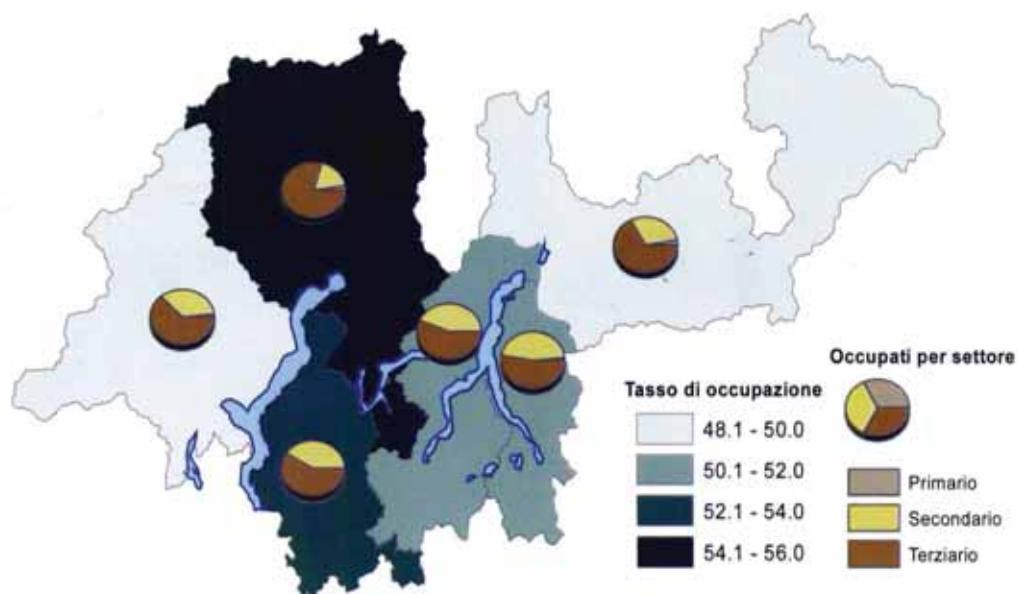 Tasso di occupazione
48.1 - 50.0
50.1 - 52.0
52.1 - 54.0
54.1 - 56.0
Occupati per settore
Primario
Secondario
Terziario